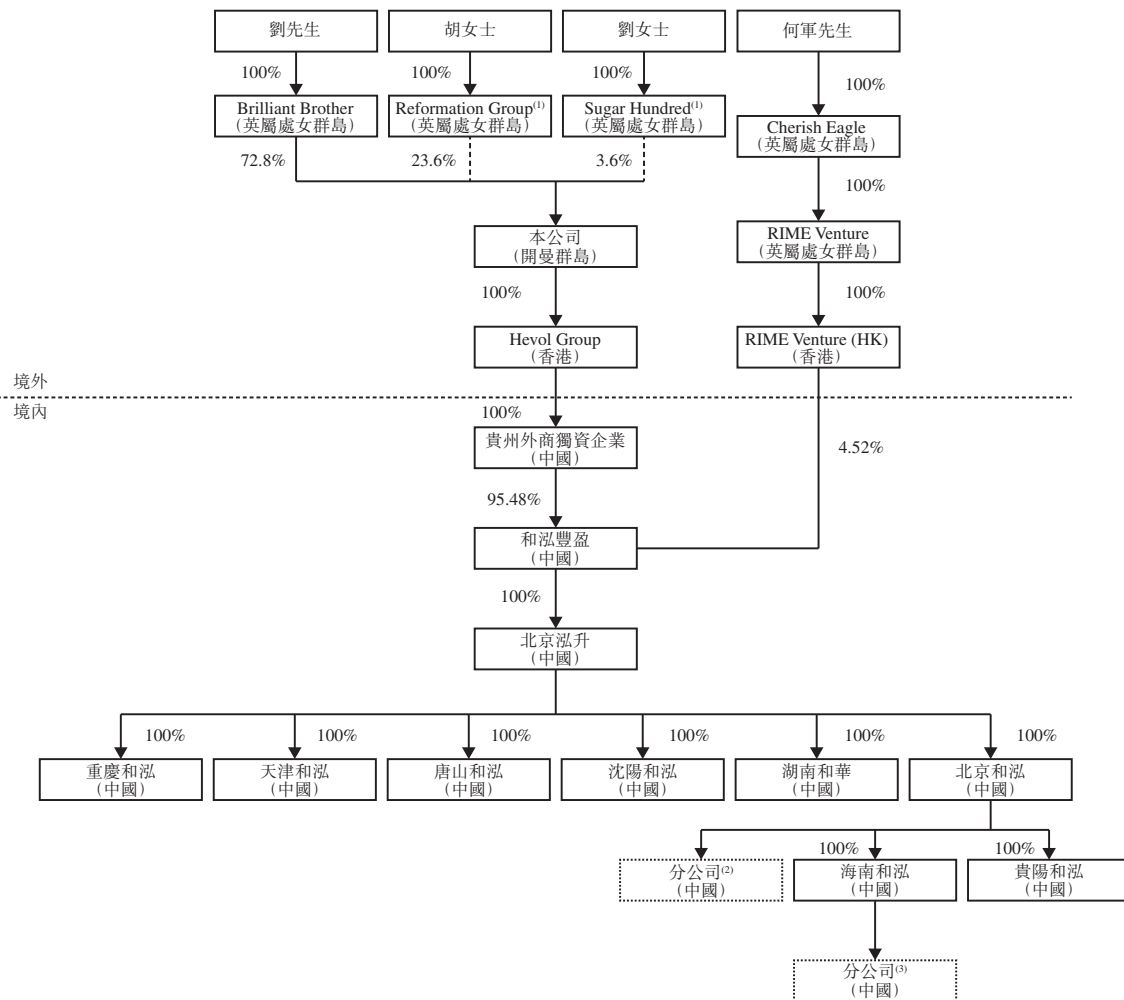 劉先生
胡女士
劉女士
何軍先生
100%
100%
100%
100%
Brilliant Brother
(英屬處女群島)
Reformation Group(1)
(英屬處女群島)
Sugar Hundred(1)
(英屬處女群島)
Cherish Eagle
(英屬處女群島)
72.8%
23.6%
3.6%
100%
本公司
(開曼群島)
RIME Venture
(英屬處女群島)
100%
100%
Hevol Group
(香港)
RIME Venture (HK)
(香港)
境外
境內
100%
貴州外商獨資企業
(中國)
4.52%
95.48%
和泓豐盈
(中國)
100%
北京泓升
(中國)
100%
100%
100%
100%
100%
100%
重慶和泓
(中國)
天津和泓
(中國)
唐山和泓
(中國)
沈陽和泓
(中國)
湖南和華
(中國)
北京和泓
(中國)
100%
100%
分公司(2)
(中國)
海南和泓
(中國)
貴陽和泓
(中國)
分公司(3)
(中國)